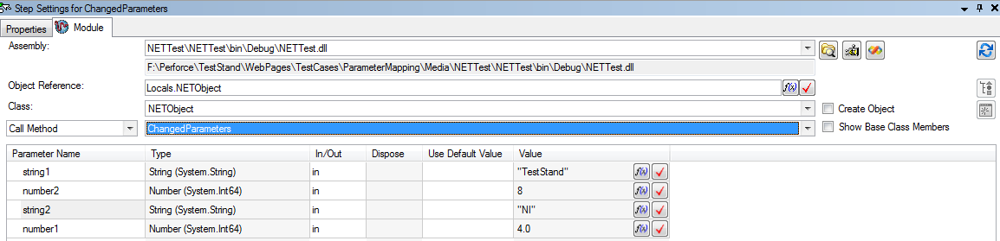 Step Settings for ChangedParameters
Properties Module
Assembly: NETTest\NETTest\bin\Debug\NETTest.dll
F:\Perforce\TestStand\WebPages\TestCases\ParameterMapping\Media\NETTest\NETTest\bin\Debug\NETTest.dll
Object Reference: Locals.NETObject f(x)
Class: NETObject Create Object
Call Method ChangedParameters Show Base Class Members
Parameter Name Type In/Out Dispose Use Default Value Value
string1 String (System.String) in "TestStand" f(x)
number2 Number (System.Int64) in 8 f(x)
string2 String (System.String) in "NI" f(x)
number1 Number (System.Int64) in 4.0 f(x)